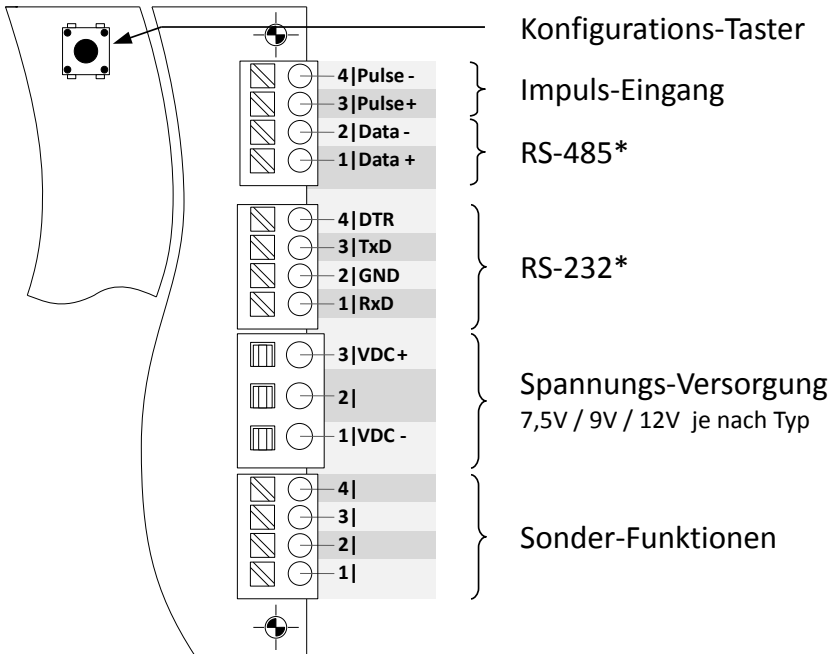 Konfigurations-Taster
4|Pulse -
3|Pulse+
Impuls-Eingang
2|Data -
1|Data +
RS-485*
4|DTR
3|TxD
2|GND
1|RxD
RS-232*
3|VDC+
2|
1|VDC -
Spannungs-Versorgung
7,5V / 9V / 12V je nach Typ
4|
3|
2|
1|
Sonder-Funktionen